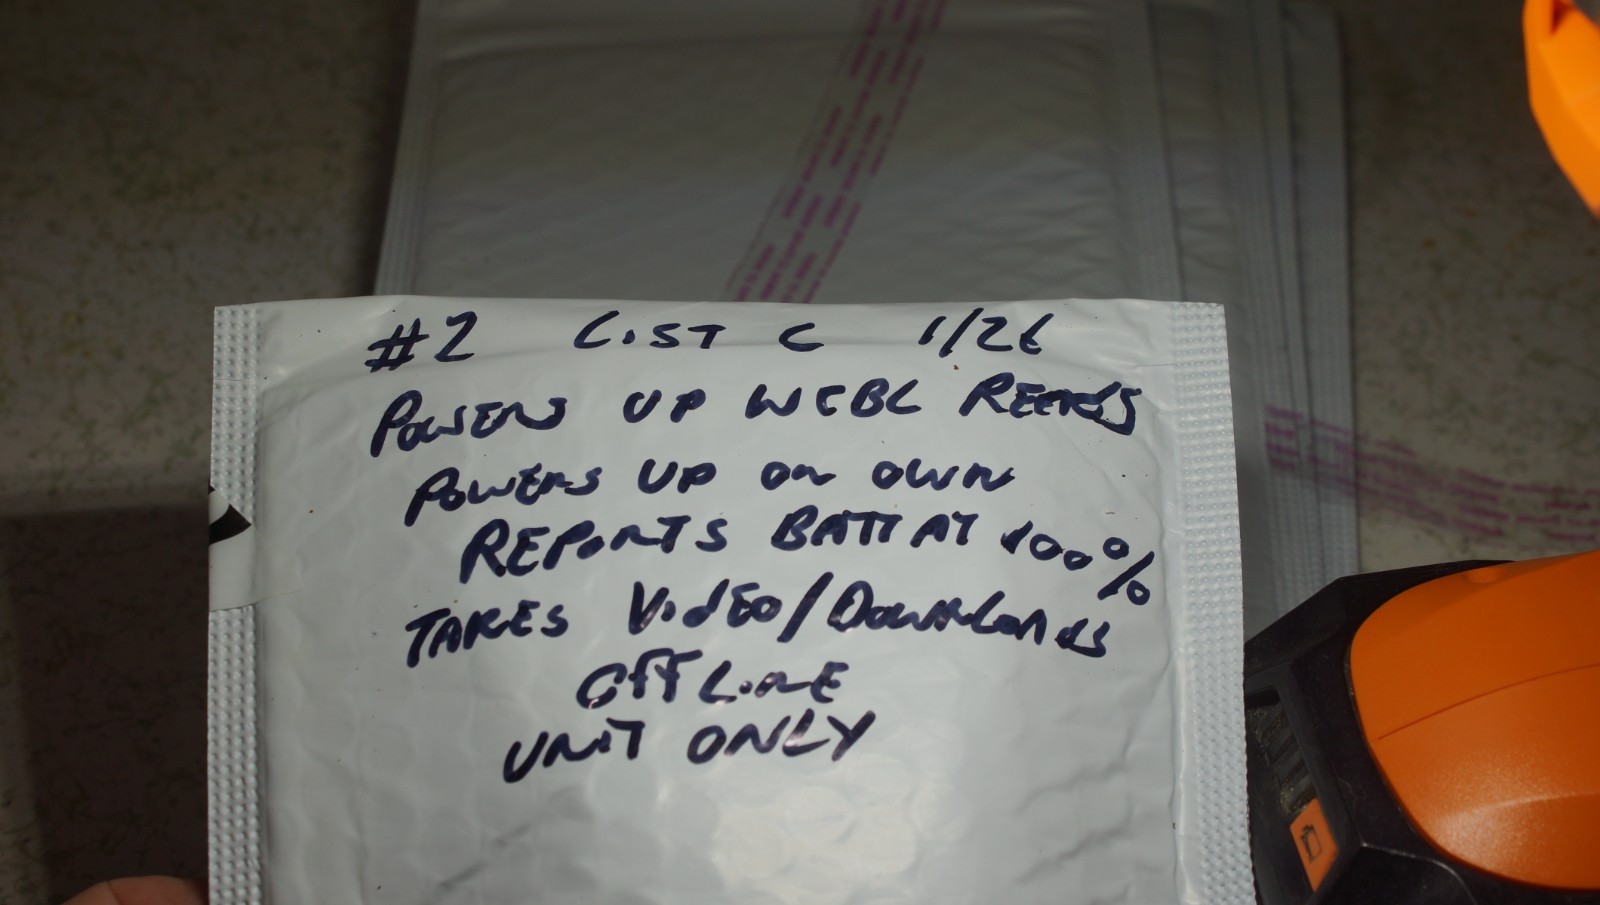 #2 LIST C 1/26
POWERS UP WEBL
POWERS UP ON OWN
REPORTS BATT AT 100%
TAKES VIDEO/DOWNLOADS
OFFLINE
UNIT ONLY